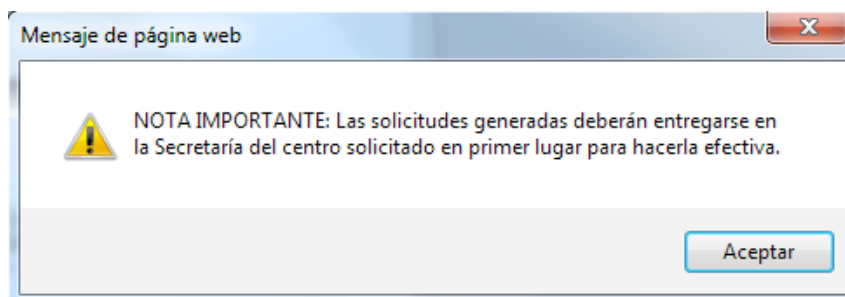 Mensaje de página web
NOTA IMPORTANTE: Las solicitudes generadas deberán entregarse en
la Secretaría del centro solicitado en primer lugar para hacerla efectiva.
Aceptar